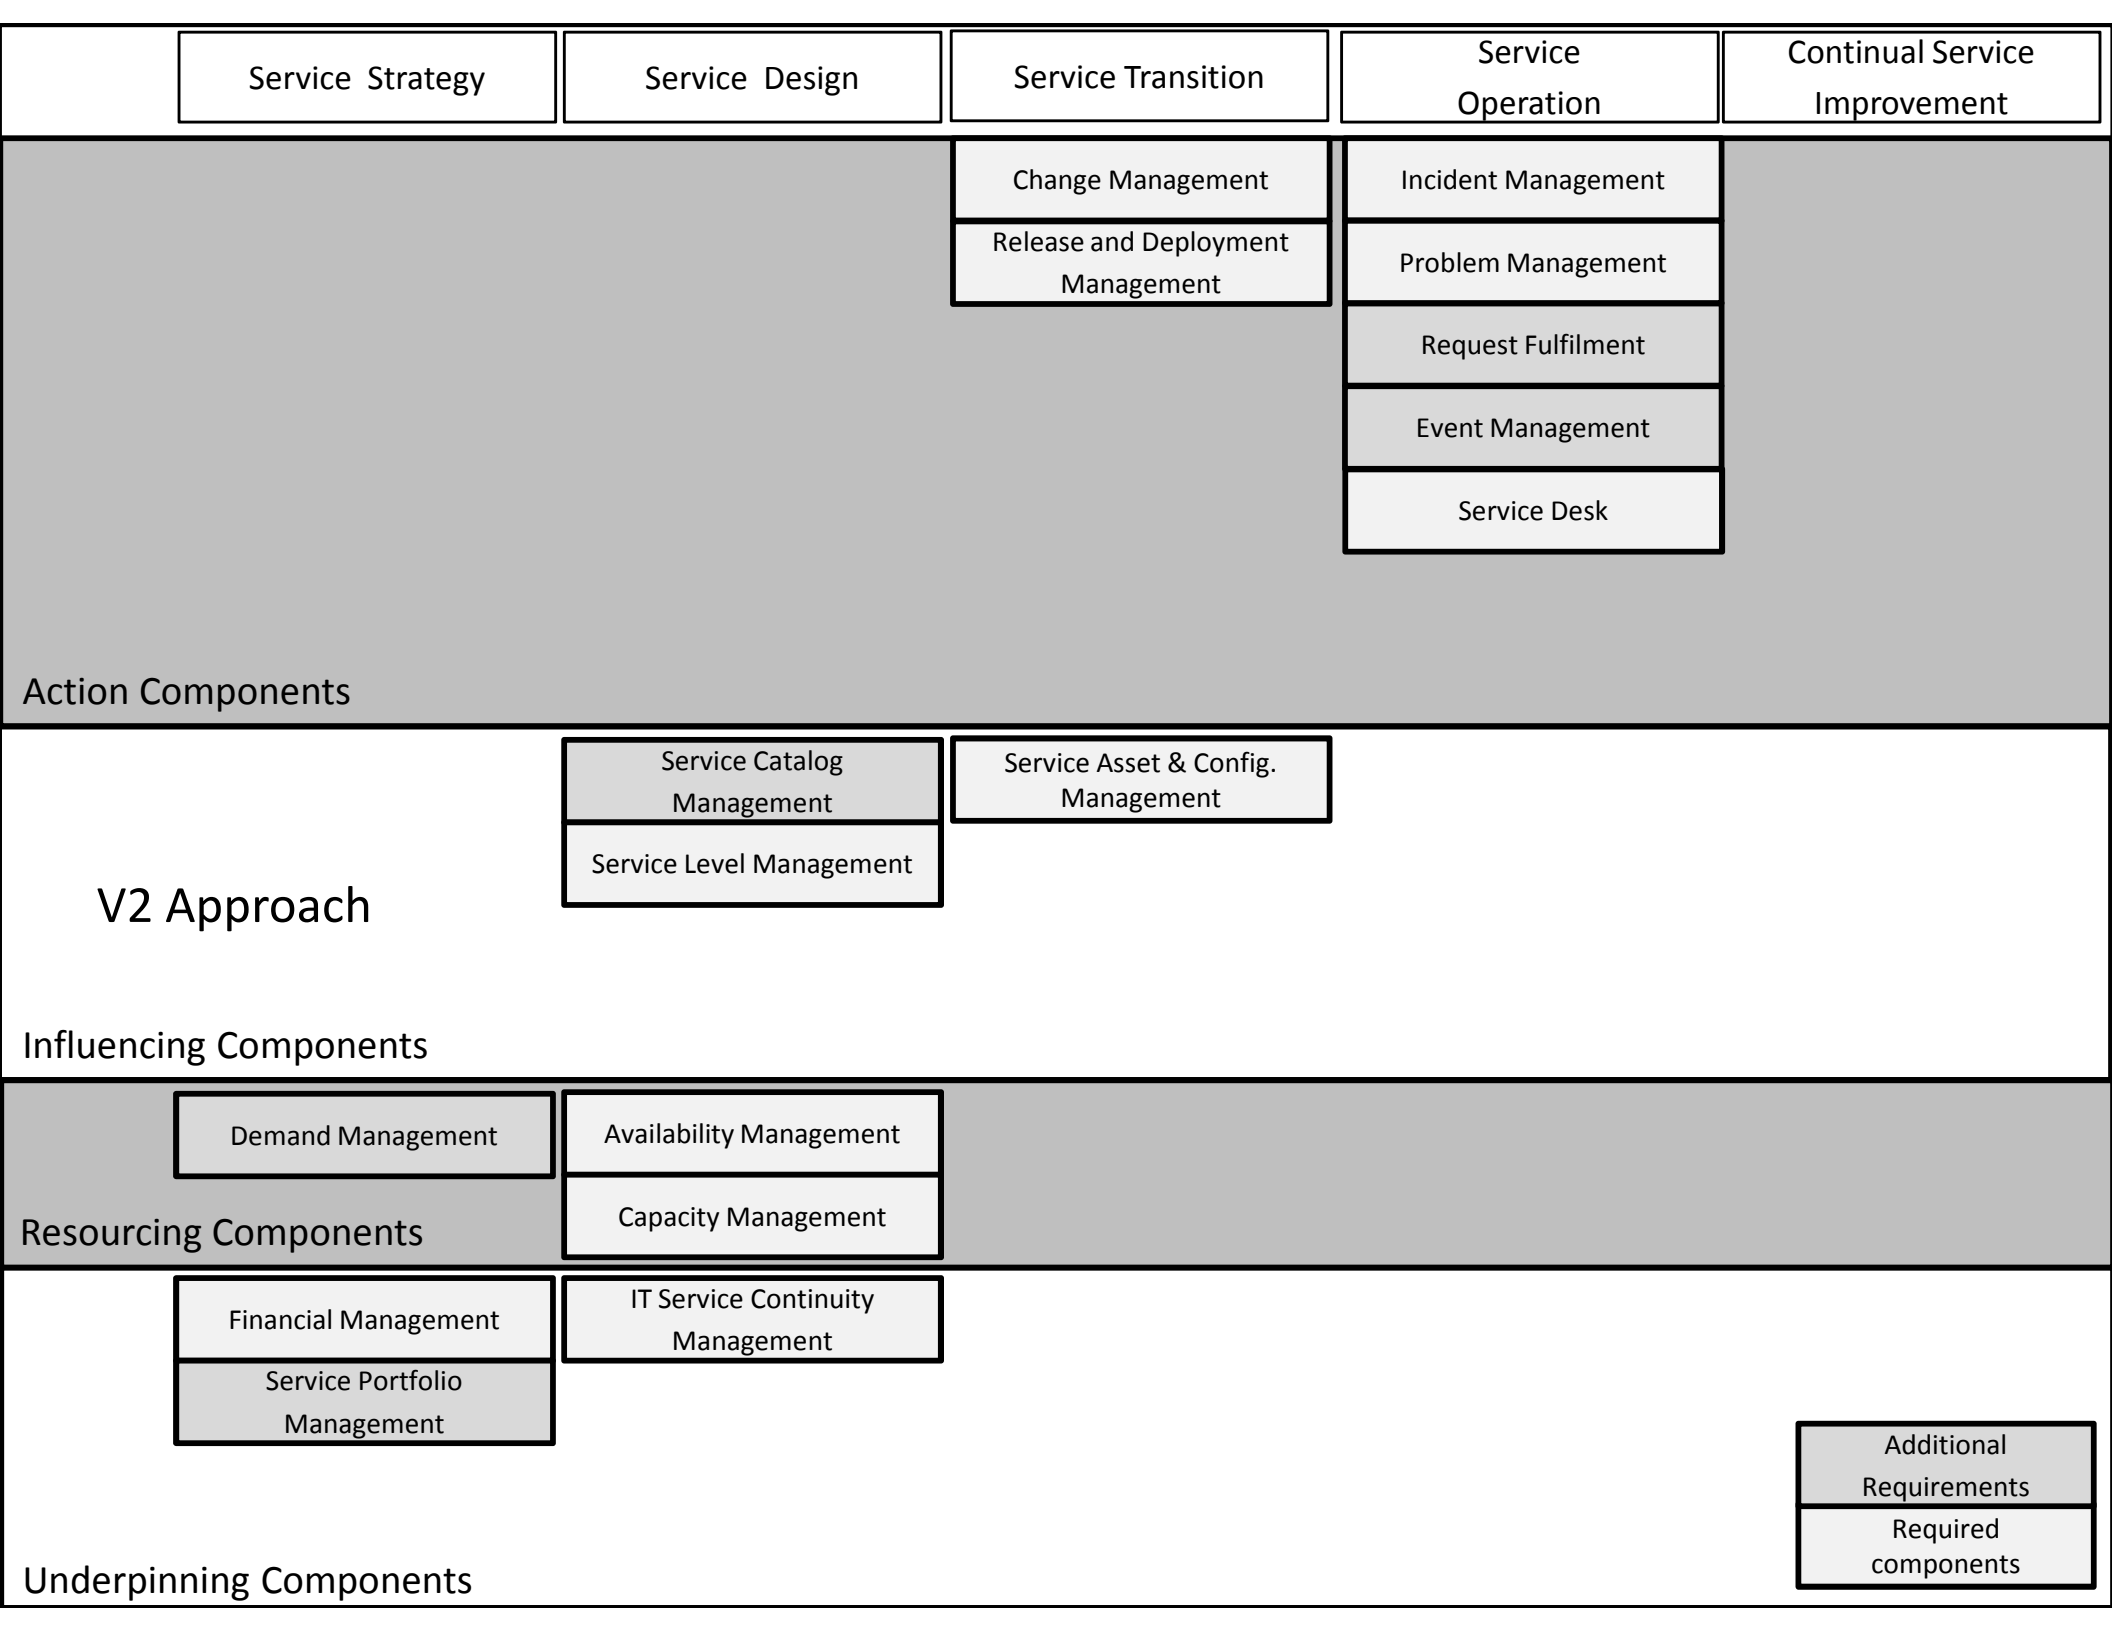 Service Strategy
Service Design
Service Transition
Service
Operation
Continual Service
Improvement
Change Management
Release and Deployment
Management
Incident Management
Problem Management
Request Fulfilment
Event Management
Service Desk
Action Components
Service Catalog
Management
Service Level Management
Service Asset & Config.
Management
V2 Approach
Influencing Components
Demand Management
Availability Management
Capacity Management
Resourcing Components
Financial Management
Service Portfolio
Management
IT Service Continuity
Management
Additional
Requirements
Required
components
Underpinning Components